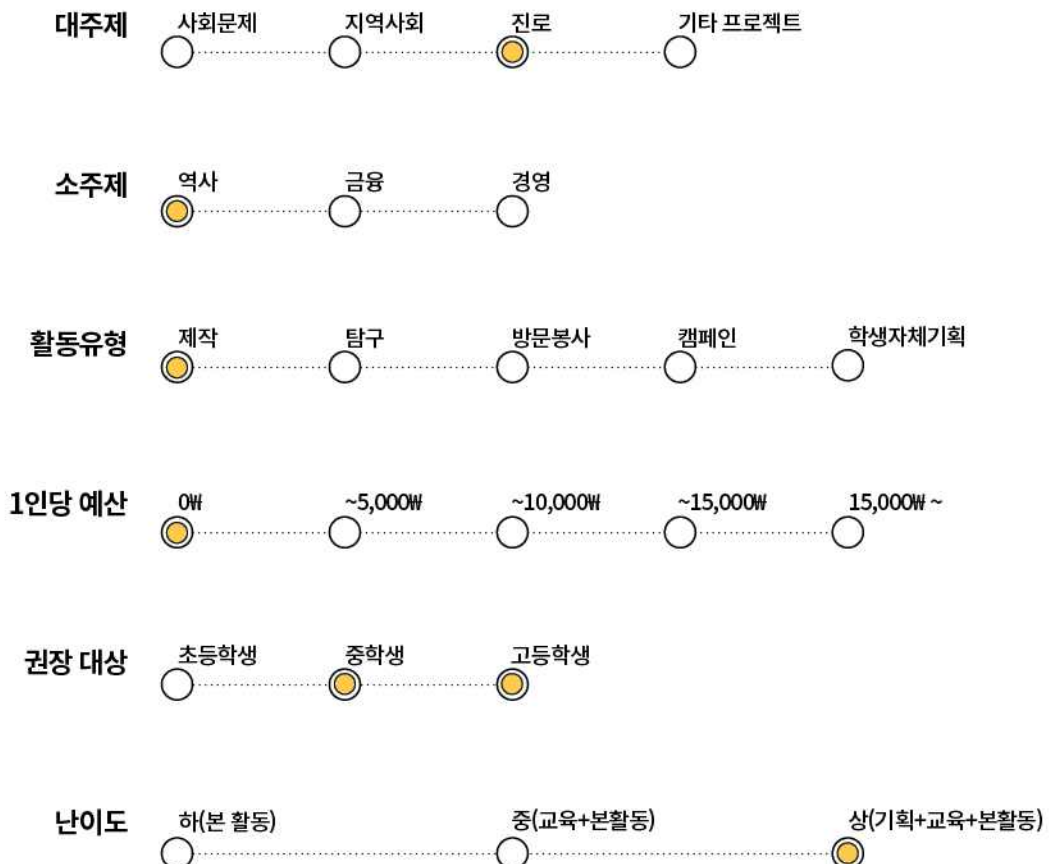 대주제 사회문제 지역사회 진로 기타 프로젝트
소주제 역사 금융 경영
활동유형 제작 탐구 방문봉사 캠페인 학생자체기획
1인당 예산 0₩ ~5,000₩ ~10,000₩ ~15,000₩ 15,000₩ ~
권장 대상 초등학생 중학생 고등학생
난이도 하(본 활동) 중(교육+본활동) 상(기획+교육+본활동)